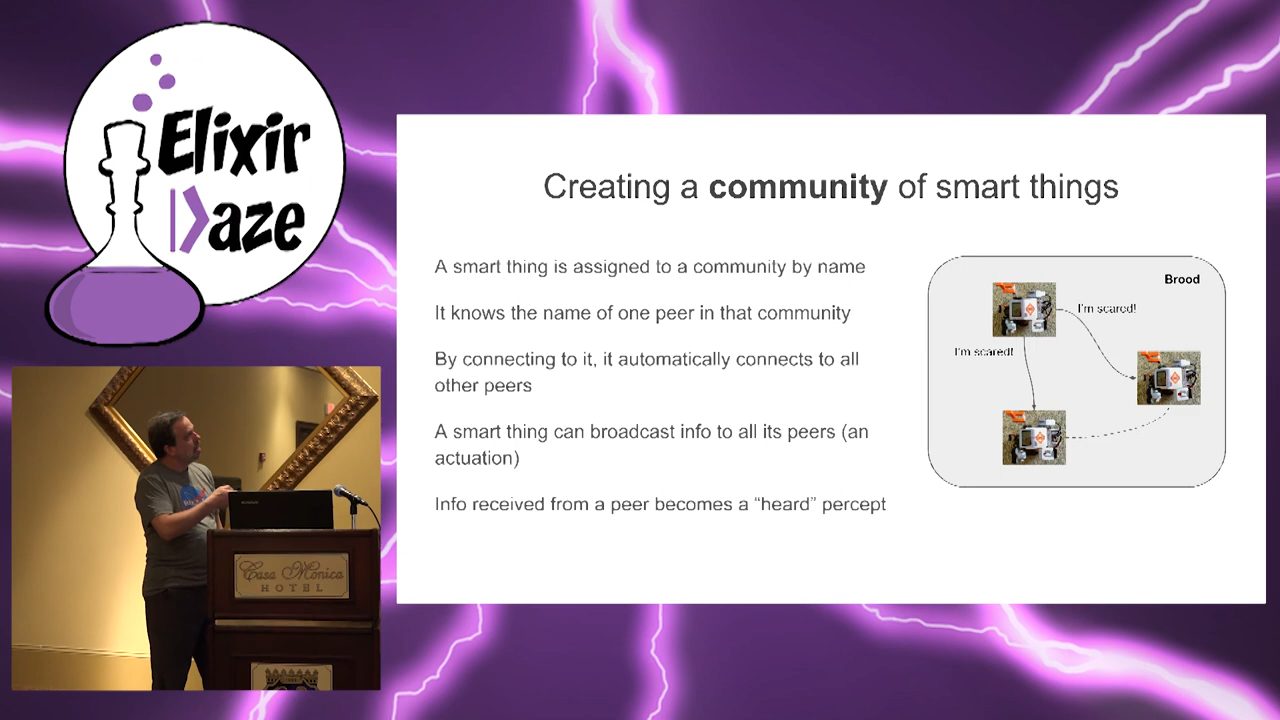 Elixir
Daze
Creating a community of smart things
A smart thing is assigned to a community by name
It knows the name of one peer in that community
By connecting to it, it automatically connects to all
other peers
A smart thing can broadcast info to all its peers (an
actuation)
Info received from a peer becomes a “heard” percept
Brood
I'm scared!
I'm scared!
Casa Monica
HOTEL